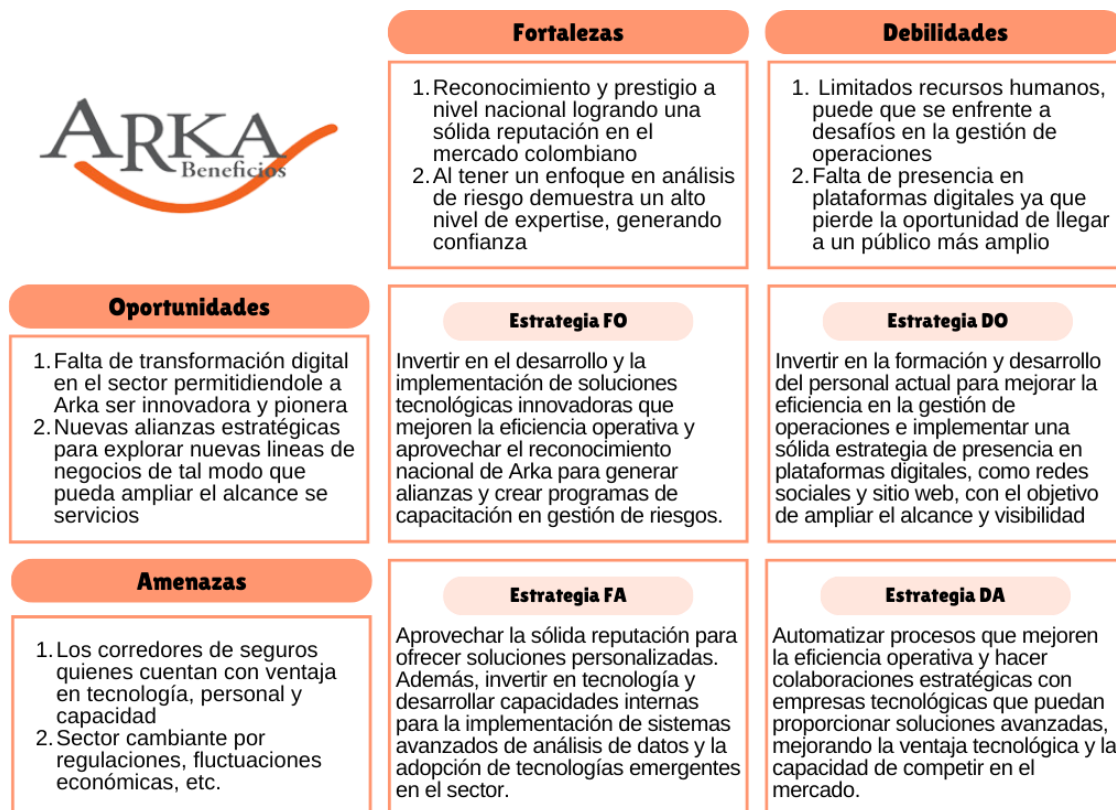 Fortalezas
Debilidades
ARKA
Beneficios
1. Reconocimiento y prestigio a
nivel nacional logrando una
sólida reputación en el
mercado colombiano
2. Al tener un enfoque en análisis
de riesgo demuestra un alto
nivel de expertise, generando
confianza
1. Limitados recursos humanos,
puede que se enfrente a
desafíos en la gestión de
operaciones
2. Falta de presencia en
plataformas digitales ya que
pierde la oportunidad de llegar
a un público más amplio
Oportunidades
1. Falta de transformación digital
en el sector permitidiendole a
Arka ser innovadora y pionera
2. Nuevas alianzas estratégicas
para explorar nuevas lineas de
negocios de tal modo que
pueda ampliar el alcance se
servicios
Estrategia FO
Invertir en el desarrollo y la
implementación de soluciones
tecnológicas innovadoras que
mejoren la eficiencia operativa y
aprovechar el reconocimiento
nacional de Arka para generar
alianzas y crear programas de
capacitación en gestión de riesgos.
Estrategia DO
Invertir en la formación y desarrollo
del personal actual para mejorar la
eficiencia en la gestión de
operaciones e implementar una
sólida estrategia de presencia en
plataformas digitales, como redes
sociales y sitio web, con el objetivo
de ampliar el alcance y visibilidad
Amenazas
1. Los corredores de seguros
quienes cuentan con ventaja
en tecnología, personal y
capacidad
2. Sector cambiante por
regulaciones, fluctuaciones
económicas, etc.
Estrategia FA
Aprovechar la sólida reputación para
ofrecer soluciones personalizadas.
Además, invertir en tecnología y
desarrollar capacidades internas
para la implementación de sistemas
avanzados de análisis de datos y la
adopción de tecnologías emergentes
en el sector.
Estrategia DA
Automatizar procesos que mejoren
la eficiencia operativa y hacer
colaboraciones estratégicas con
empresas tecnológicas que puedan
proporcionar soluciones avanzadas,
mejorando la ventaja tecnológica y la
capacidad de competir en el
mercado.